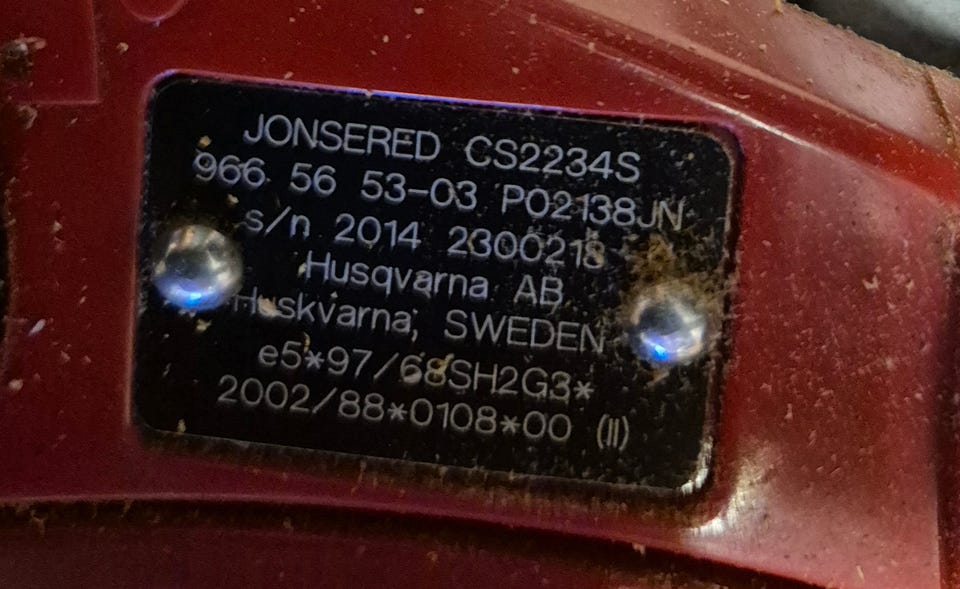 JONSERED CS2234S
966 56 53-03 P02138JN
s/n 2014 2300218
Husqvarna AB
Huskvarna, SWEDEN
e5*97/68SH2G3*
2002/88*0108*00 (II)